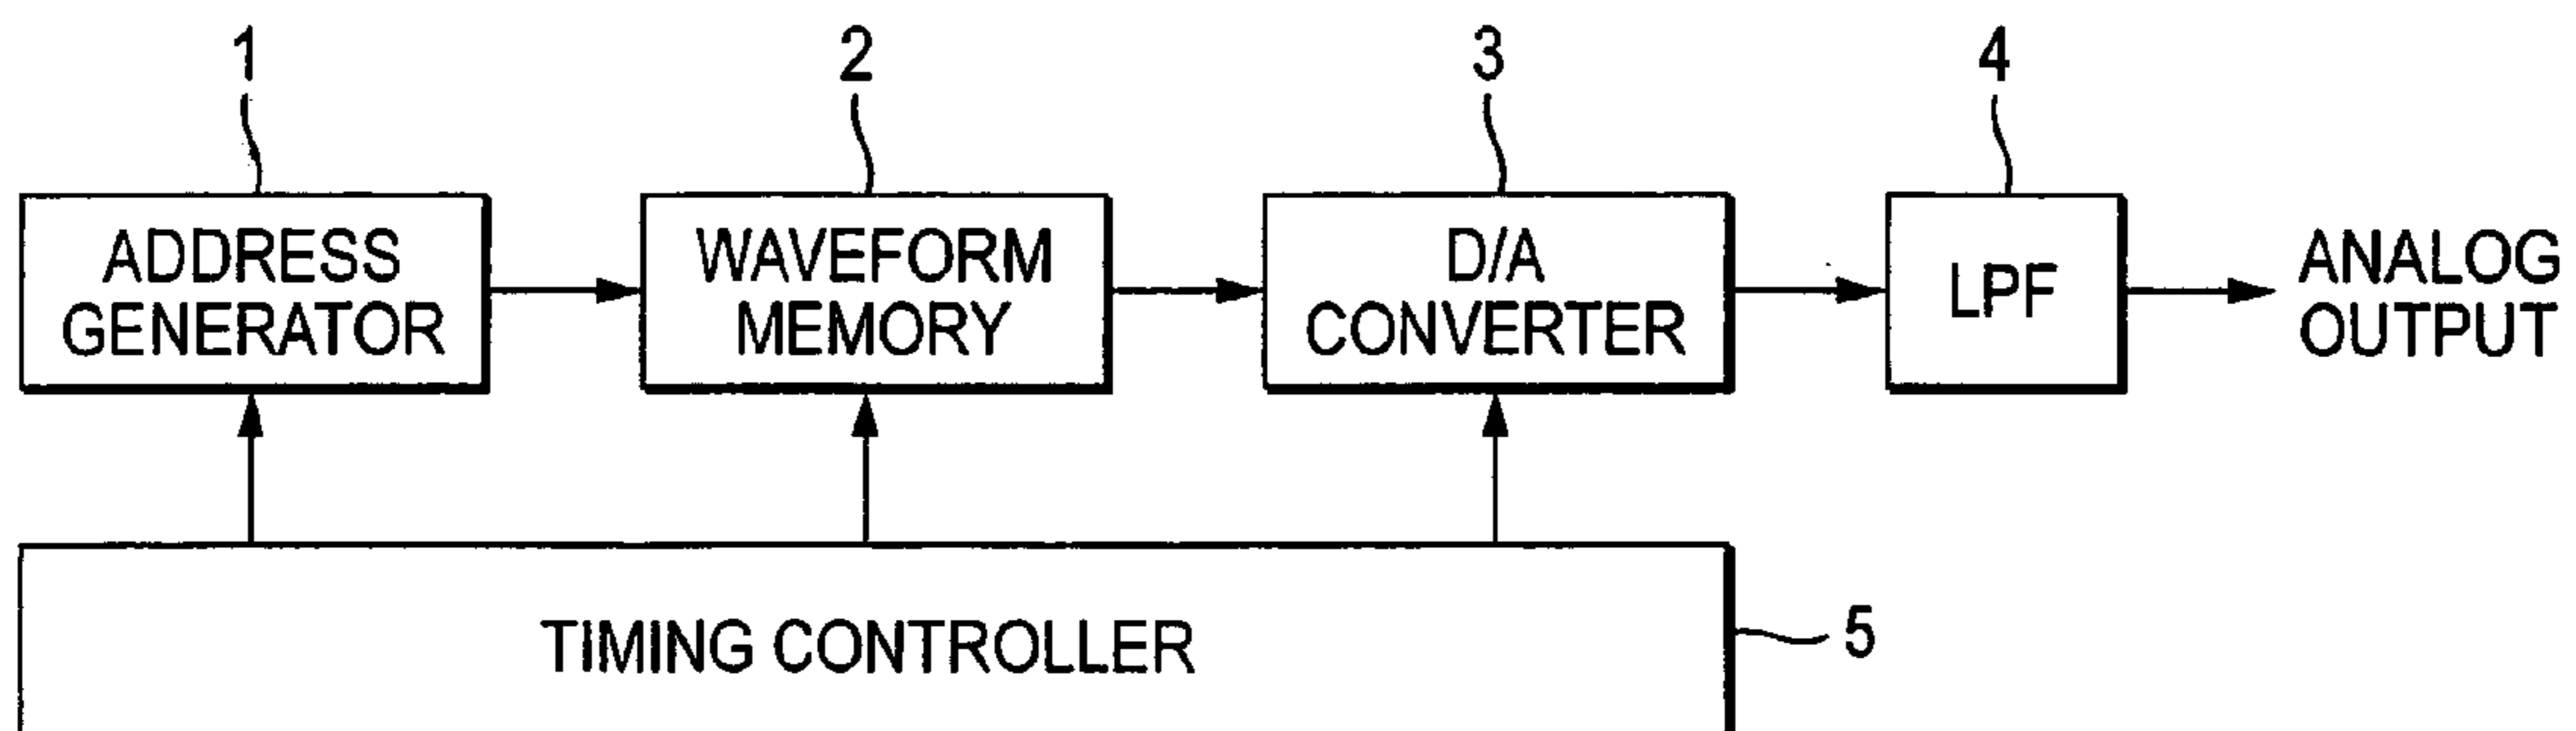 1
2
3
4
ADDRESS
GENERATOR
WAVEFORM
MEMORY
D/A
CONVERTER
LPF
ANALOG
OUTPUT
TIMING CONTROLLER
5